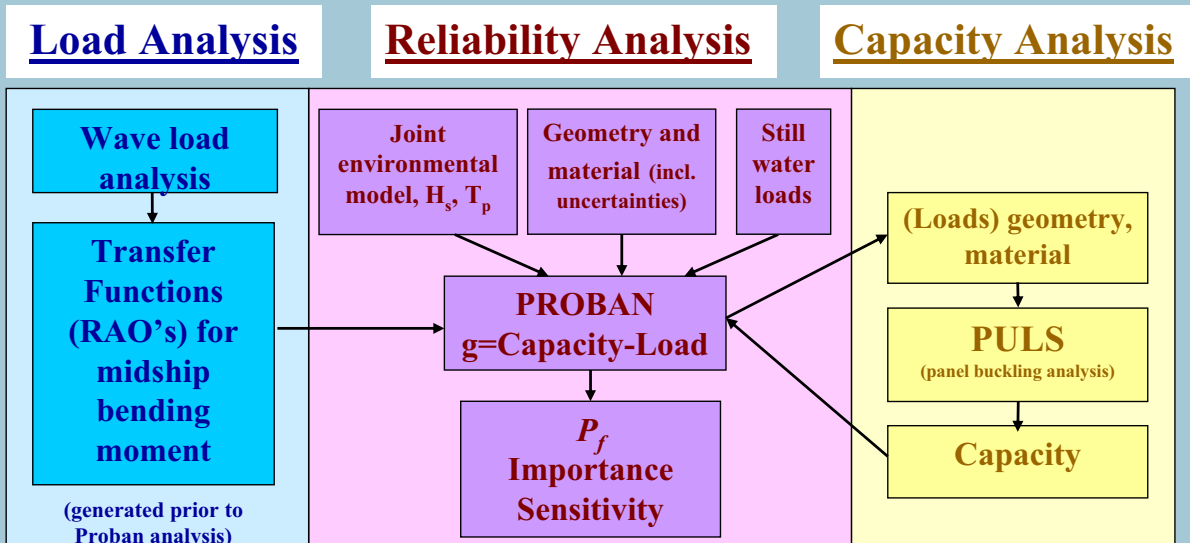 Load Analysis
Reliability Analysis
Capacity Analysis
Wave load
analysis
Transfer
Functions
(RAO's) for
midship
bending
moment
(generated prior to
Proban analysis)
Joint
environmental
model, Hs, Tp
Geometry and
material (incl.
uncertainties)
Still
water
loads
PROBAN
g=Capacity-Load
Pf
Importance
Sensitivity
(Loads) geometry,
material
PULS
(panel buckling analysis)
Capacity